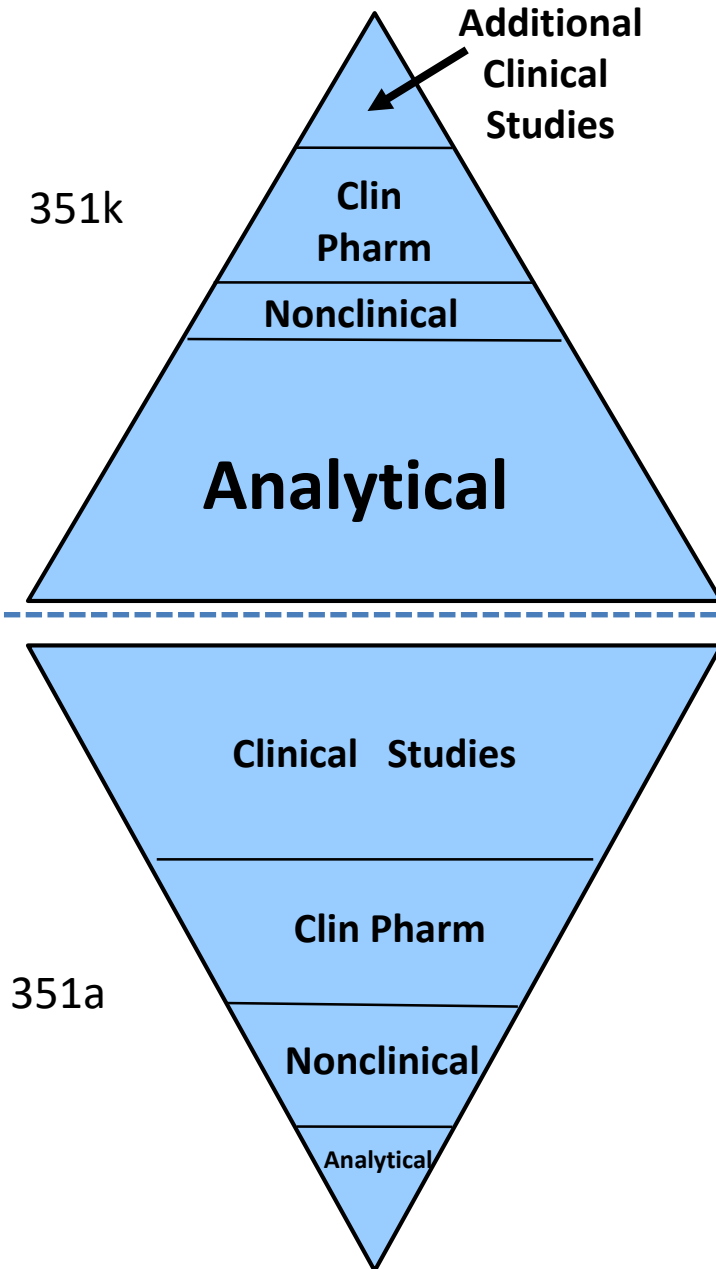 Additional
Clinical
Studies
351k
Clin
Pharm
Nonclinical
Analytical
Clinical Studies
Clin Pharm
351a
Nonclinical
Analytical